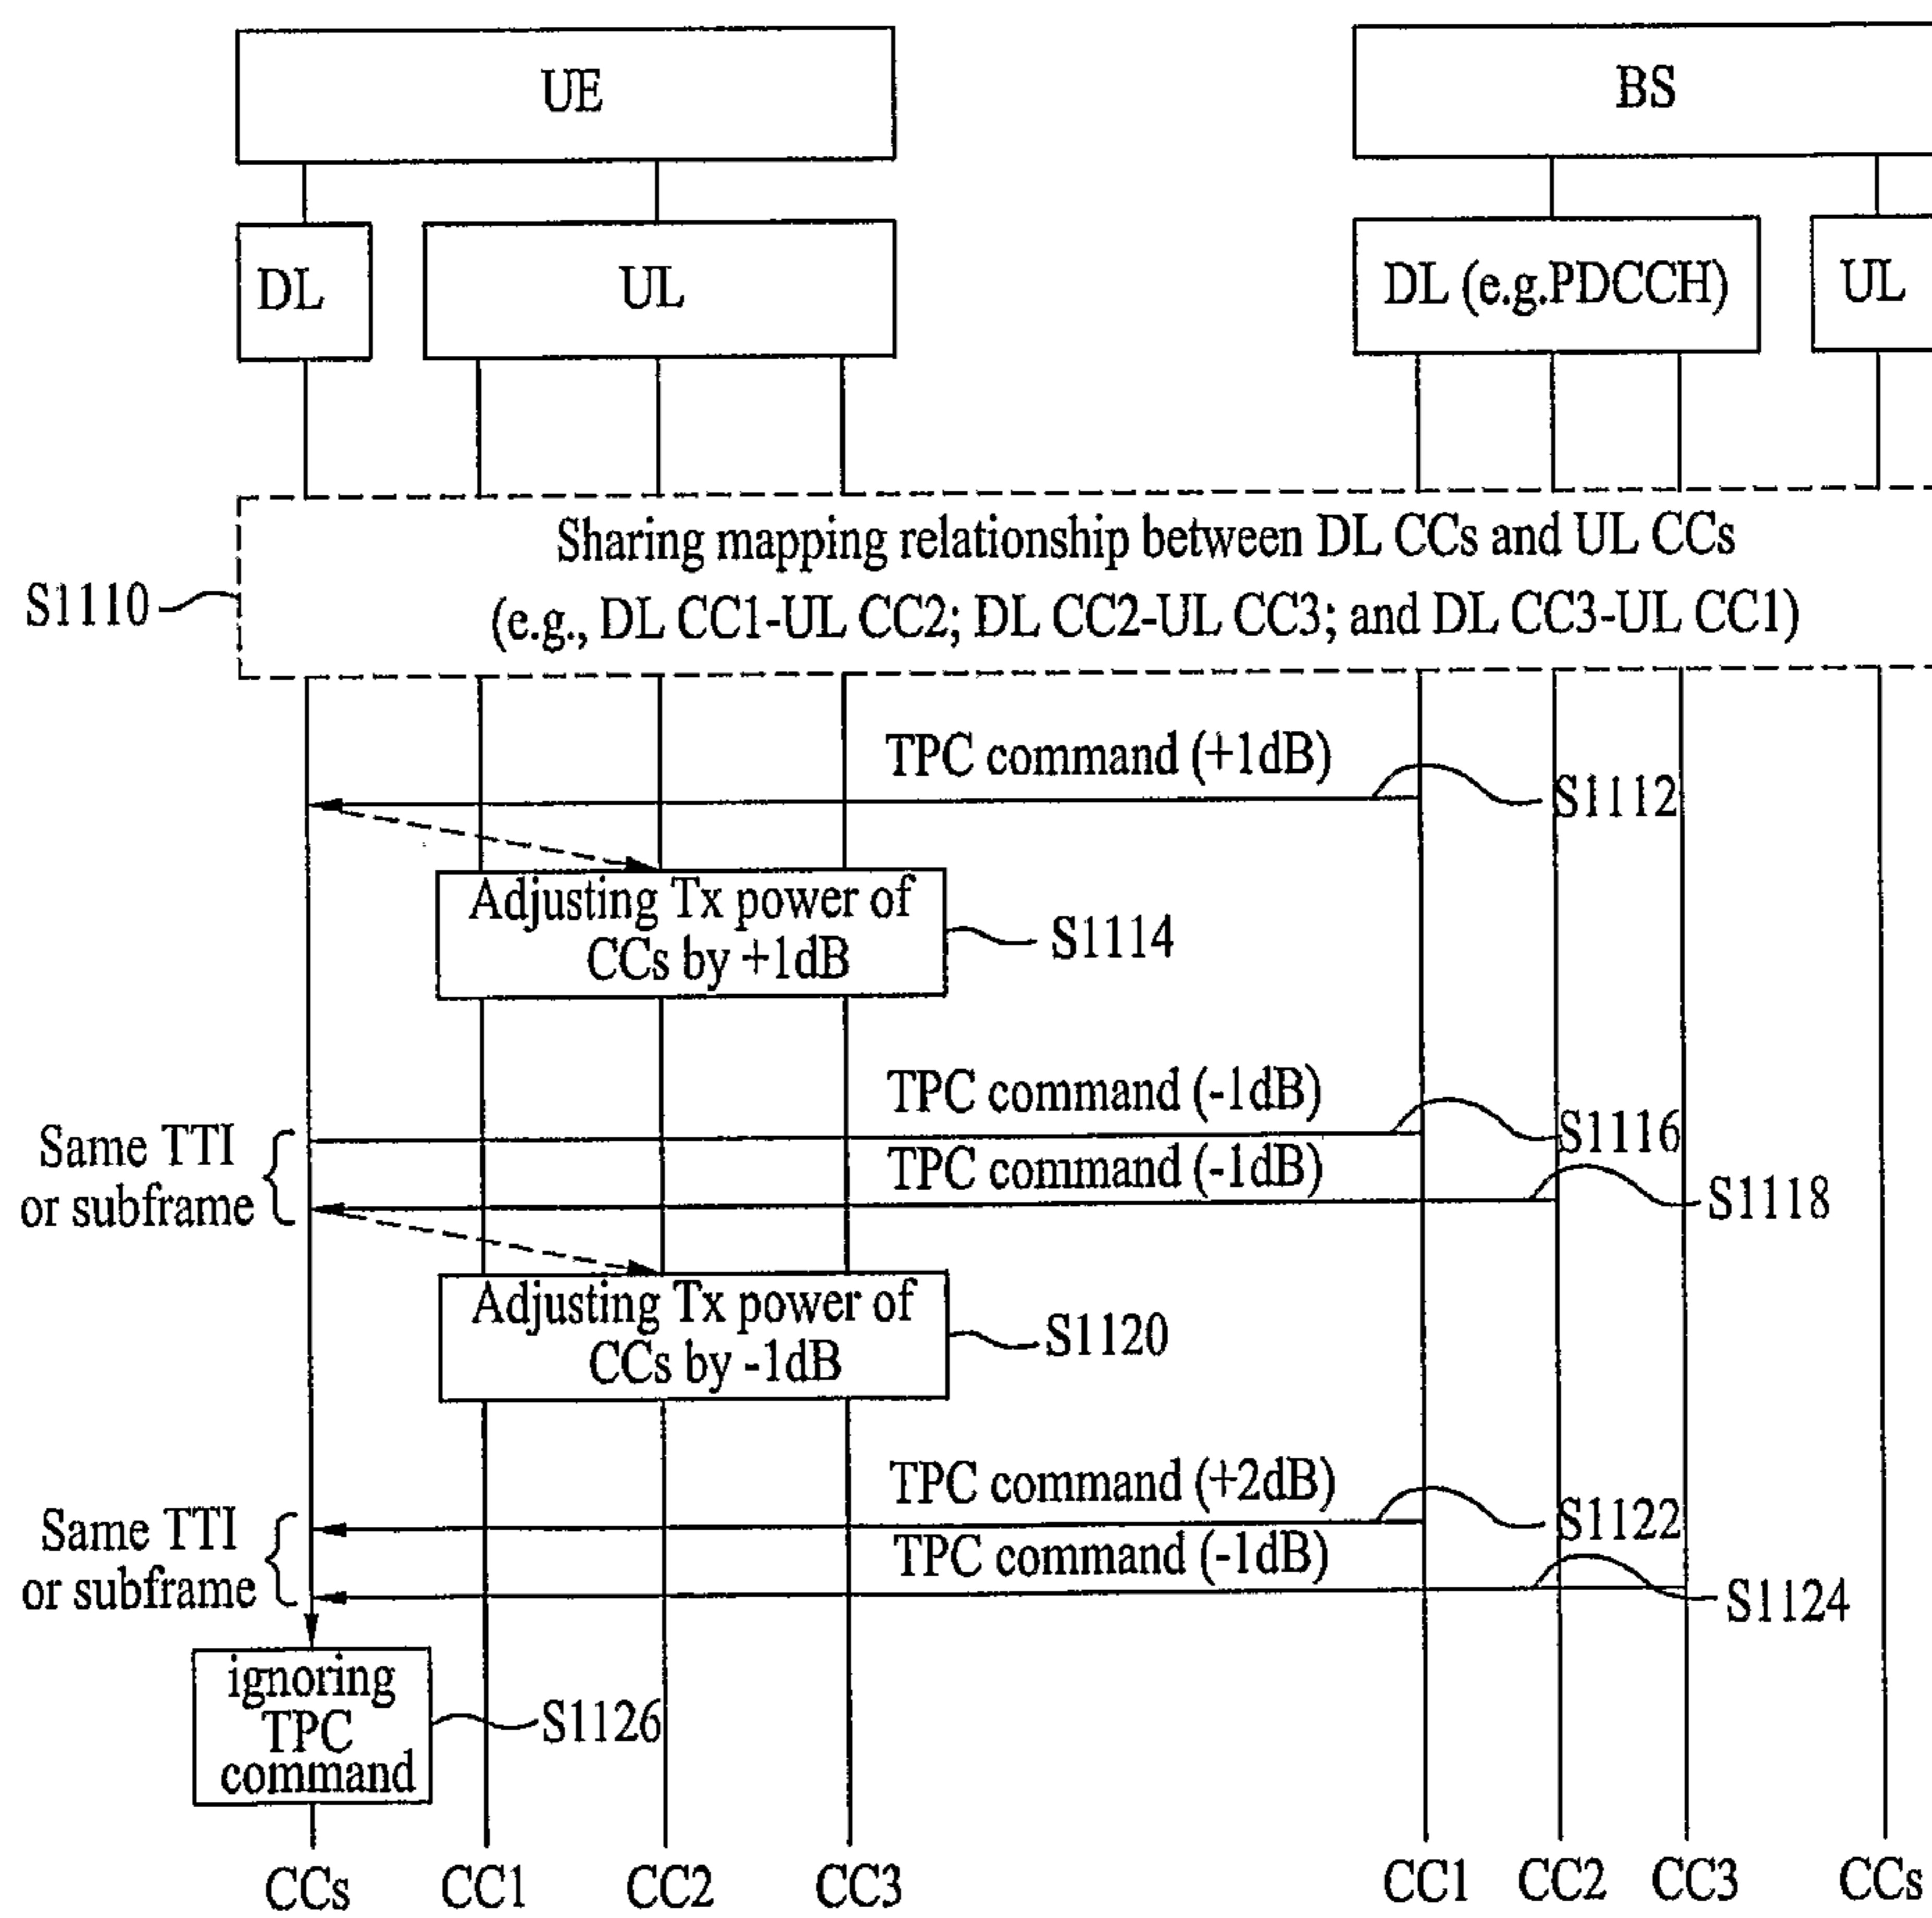 UE
BS
DL
UL
DL (e.g.PDCCH)
UL
Sharing mapping relationship between DL CCs and UL CCs
(e.g., DL CC1-UL CC2; DL CC2-UL CC3; and DL CC3-UL CC1)
S1110
TPC command (+1dB)
S1112
Adjusting Tx power of
CCs by +1dB
S1114
TPC command (-1dB)
S1116
Same TTI
or subframe
TPC command (-1dB)
S1118
Adjusting Tx power of
CCs by -1dB
S1120
TPC command (+2dB)
S1122
Same TTI
or subframe
TPC command (-1dB)
S1124
ignoring
TPC
command
S1126
CCs
CC1
CC2
CC3
CC1
CC2
CC3
CCs